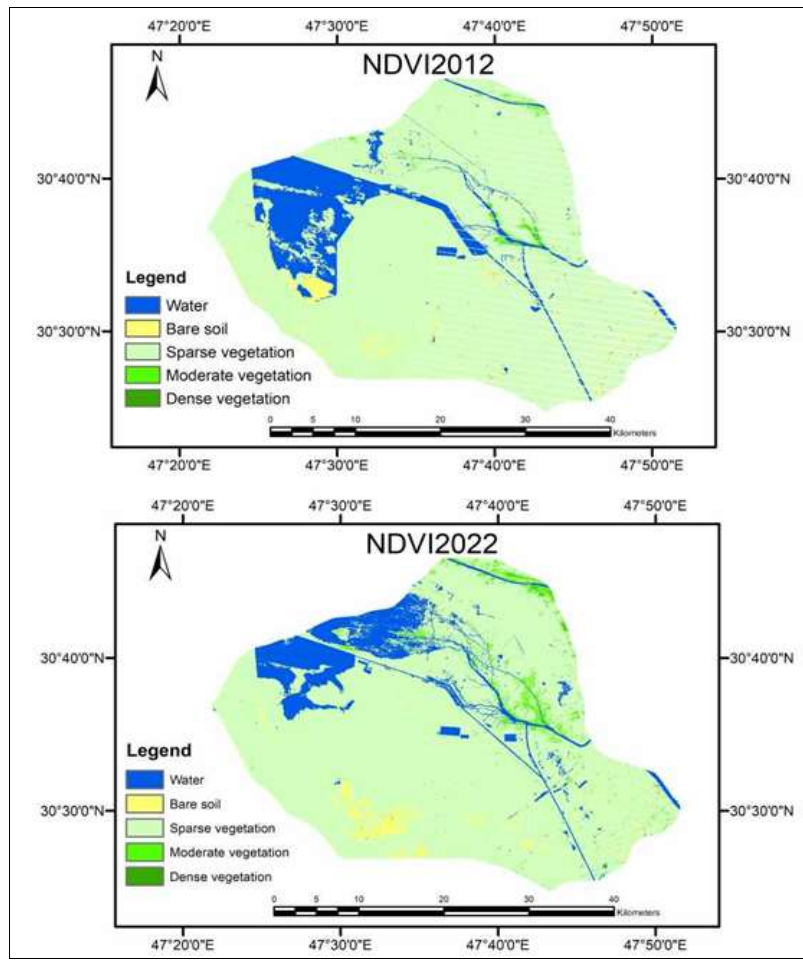 47°20'0"E 47°30'0"E 47°40'0"E 47°50'0"E
N
NDVI2012
30°40'0"N 30°40'0"N
Legend
Water
30°30'0"N 30°30'0"N
Bare soil
Sparse vegetation
Moderate vegetation
Dense vegetation
0 5 10 20 30 40
Kilometers
47°20'0"E 47°30'0"E 47°40'0"E 47°50'0"E
47°20'0"E 47°30'0"E 47°40'0"E 47°50'0"E
N
NDVI2022
30°40'0"N 30°40'0"N
Legend
Water
Bare soil
30°30'0"N 30°30'0"N
Sparse vegetation
Moderate vegetation
Dense vegetation
0 5 10 20 30 40
Kilometers
47°20'0"E 47°30'0"E 47°40'0"E 47°50'0"E